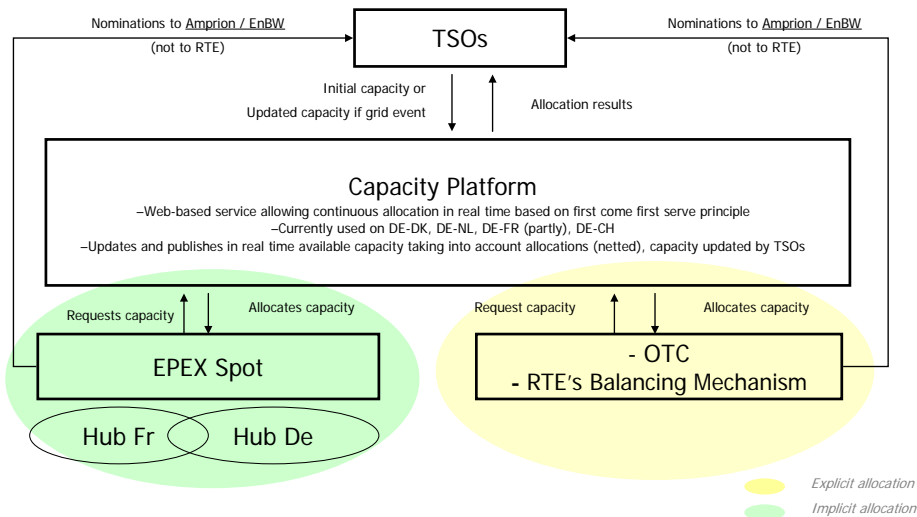 Nominations to Amprion / EnBW
(not to RTE)
TSOs
Nominations to Amprion / EnBW
(not to RTE)
Initial capacity or
Updated capacity if grid event
Allocation results
Capacity Platform
–Web-based service allowing continuous allocation in real time based on first come first serve principle
–Currently used on DE-DK, DE-NL, DE-FR (partly), DE-CH
–Updates and publishes in real time available capacity taking into account allocations (netted), capacity updated by TSOs
Requests capacity
Allocates capacity
Request capacity
Allocates capacity
EPEX Spot
- OTC
- RTE's Balancing Mechanism
Hub Fr
Hub De
Explicit allocation
Implicit allocation